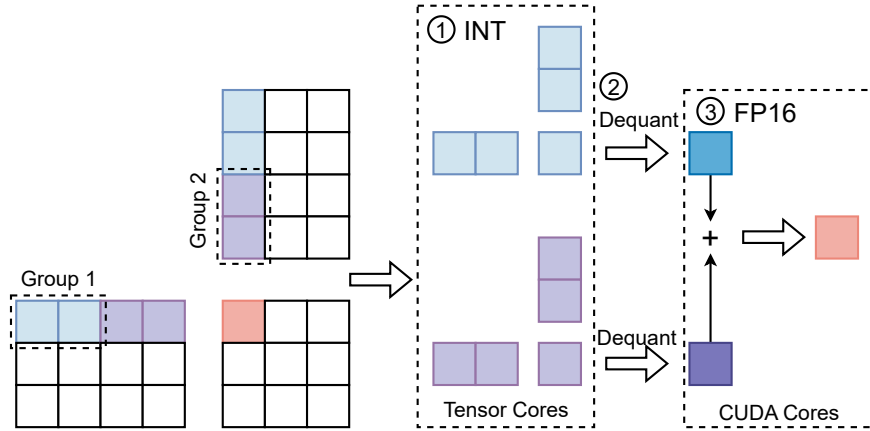 ① INT
②
Dequant
③ FP16
Group 2
Group 1
+
Dequant
Tensor Cores
CUDA Cores